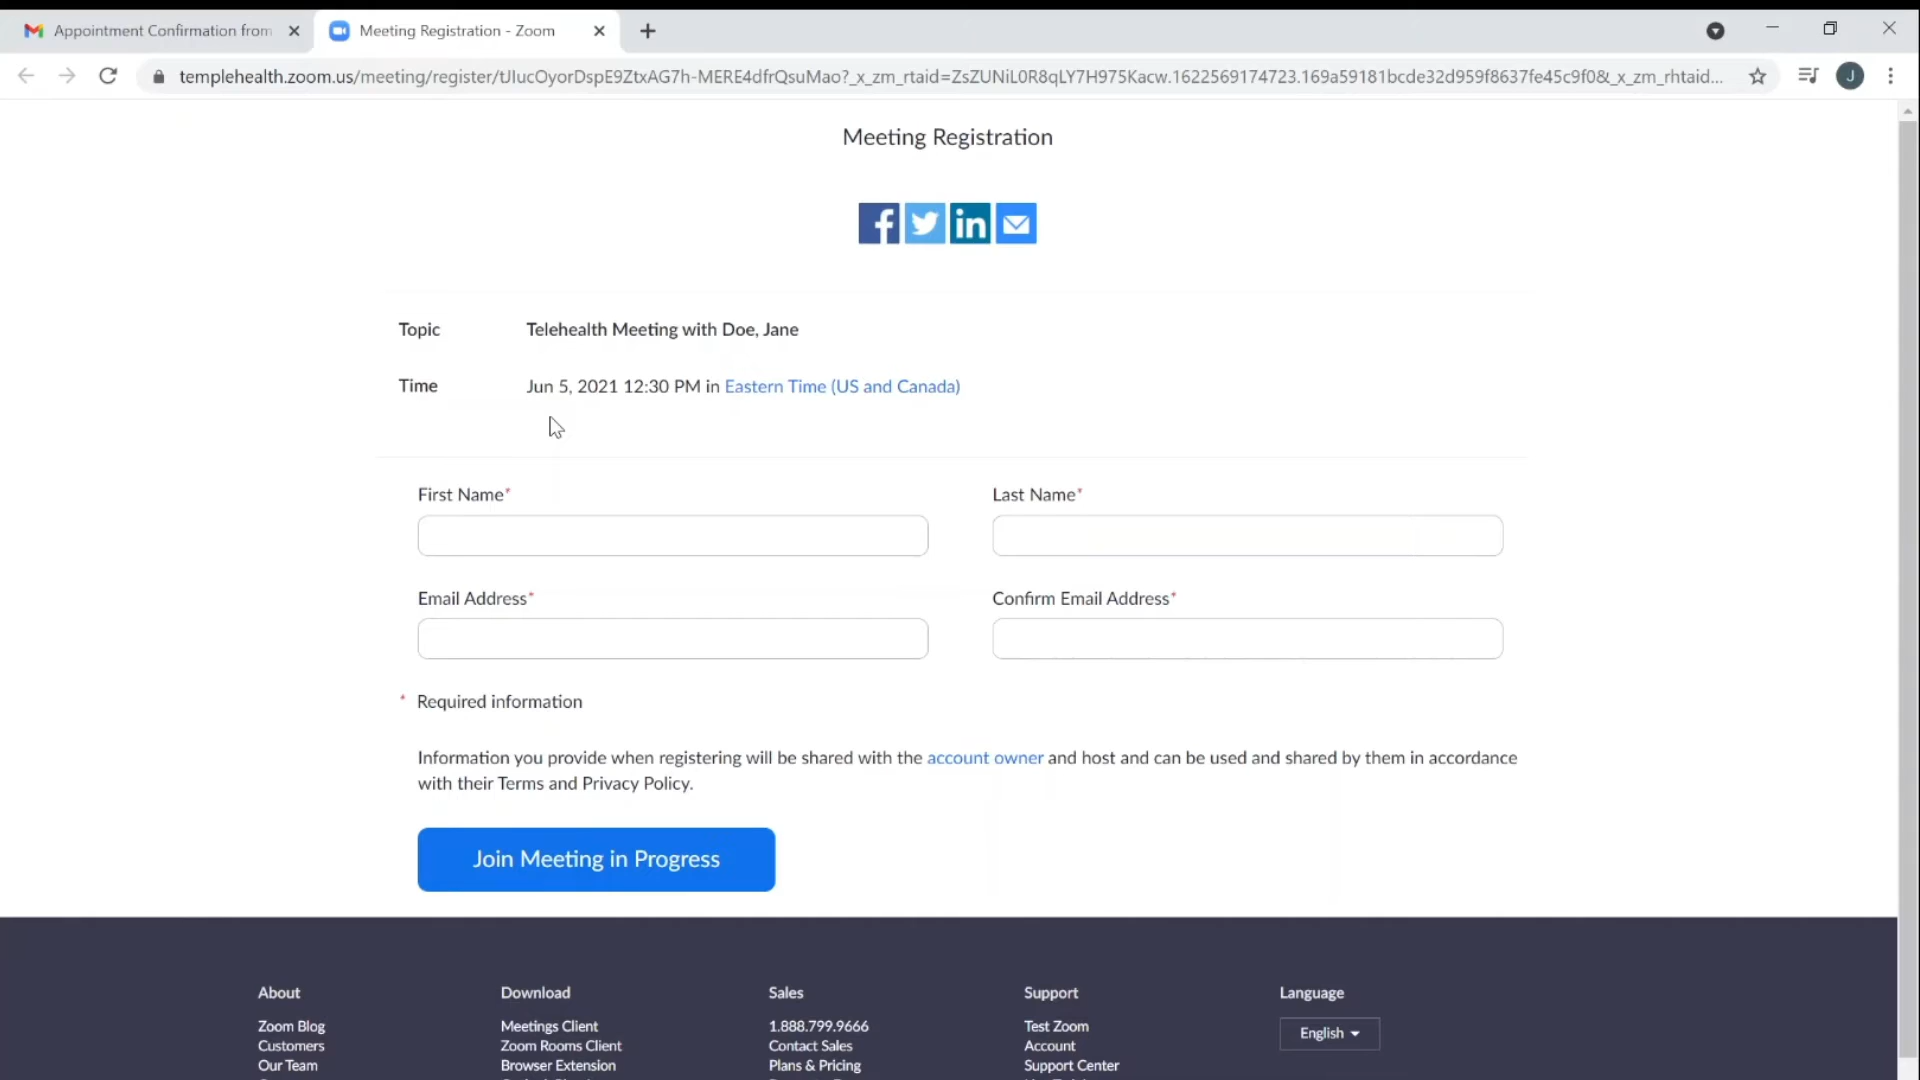 Appointment Confirmation from
Meeting Registration - Zoom
templehealth.zoom.us/meeting/register/tJIucOyorDspE9ZtxAG7h-MERE4dfrQsuMao?_x_zm_rtaid=ZsZUNiL0R8qLY7H975Kacw.1622569174723.169a59181bcde32d959f8637fe45c9f0&_x_zm_rhtaid...
J
Meeting Registration
f in
Topic Telehealth Meeting with Doe, Jane
Time Jun 5, 2021 12:30 PM in Eastern Time (US and Canada)
First Name* Last Name*
Email Address* Confirm Email Address*
* Required information
Information you provide when registering will be shared with the account owner and host and can be used and shared by them in accordance
with their Terms and Privacy Policy.
Join Meeting in Progress
About Download Sales Support Language
Zoom Blog Meetings Client 1.888.799.9666 Test Zoom English
Customers Zoom Rooms Client Contact Sales Account
Our Team Browser Extension Plans & Pricing Support Center